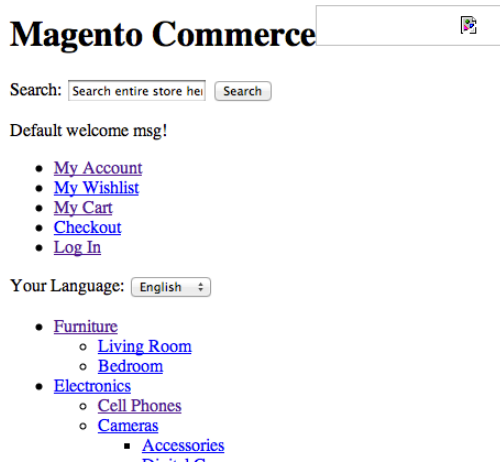 Magento Commerce
Search: Search entire store her Search
Default welcome msg!
My Account
My Wishlist
My Cart
Checkout
Log In
Your Language: English
Furniture
Living Room
Bedroom
Electronics
Cell Phones
Cameras
Accessories